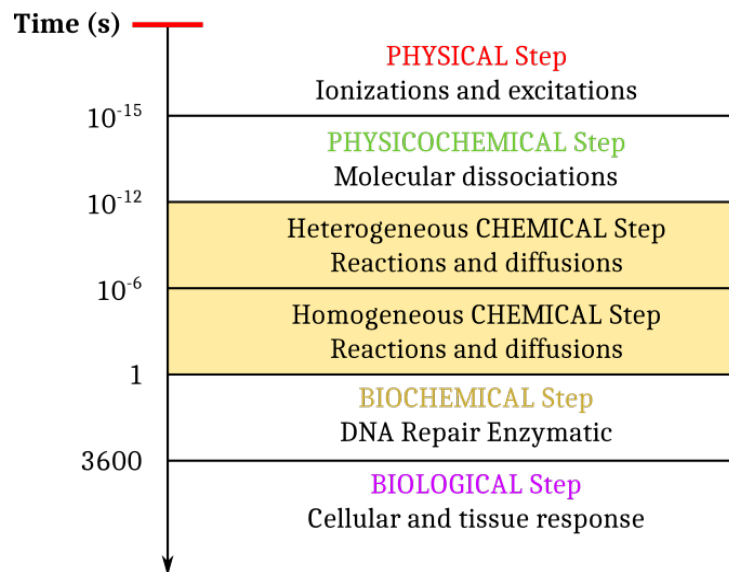 Time (s)
PHYSICAL Step
Ionizations and excitations
10⁻¹⁵
PHYSICOCHEMICAL Step
Molecular dissociations
10⁻¹²
Heterogeneous CHEMICAL Step
Reactions and diffusions
10⁻⁶
Homogeneous CHEMICAL Step
Reactions and diffusions
1
BIOCHEMICAL Step
DNA Repair Enzymatic
3600
BIOLOGICAL Step
Cellular and tissue response